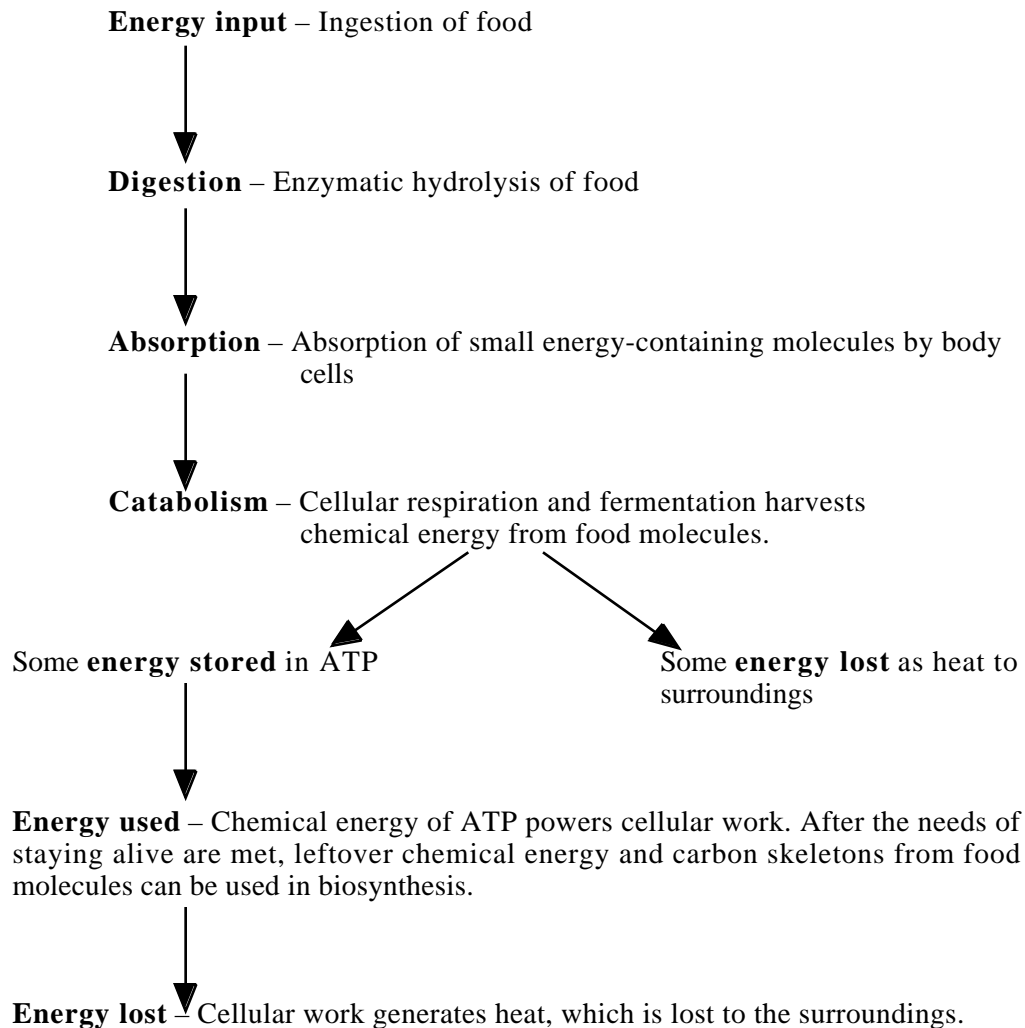 Energy input – Ingestion of food
Digestion – Enzymatic hydrolysis of food
Absorption – Absorption of small energy-containing molecules by body
cells
Catabolism – Cellular respiration and fermentation harvests
chemical energy from food molecules.
Some energy stored in ATP
Some energy lost as heat to
surroundings
Energy used – Chemical energy of ATP powers cellular work. After the needs of
staying alive are met, leftover chemical energy and carbon skeletons from food
molecules can be used in biosynthesis.
Energy lost – Cellular work generates heat, which is lost to the surroundings.